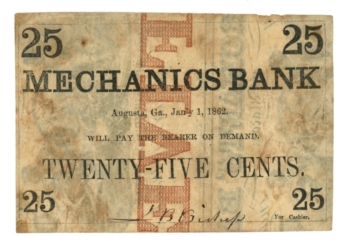 25 25
MECHANICS BANK
Augusta, Ga., Jan'y 1, 1862.
WILL PAY THE BEARER ON DEMAND,
TWENTY-FIVE CENTS.
25 25
For Cashier.